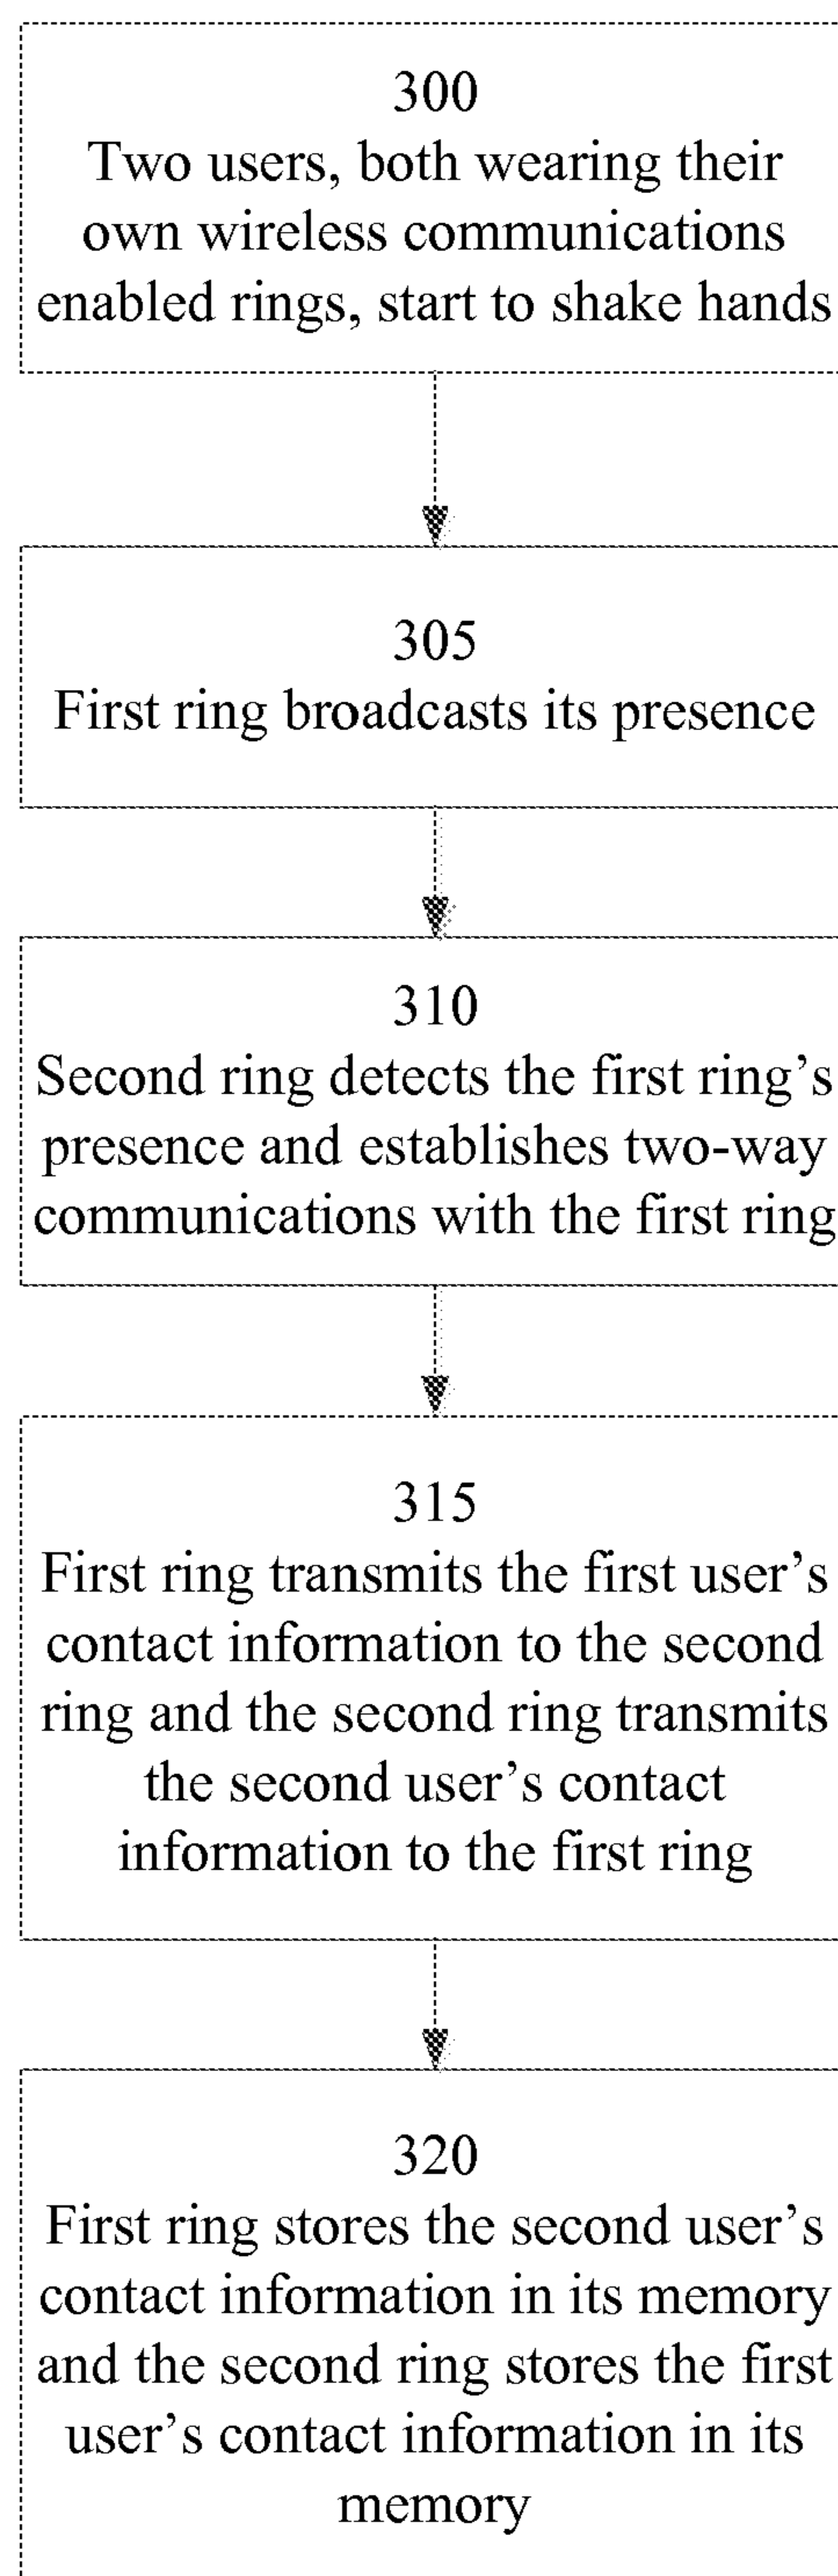 300
Two users, both wearing their
own wireless communications
enabled rings, start to shake hands
305
First ring broadcasts its presence
310
Second ring detects the first ring’s
presence and establishes two-way
communications with the first ring
315
First ring transmits the first user’s
contact information to the second
ring and the second ring transmits
the second user’s contact
information to the first ring
320
First ring stores the second user’s
contact information in its memory
and the second ring stores the first
user’s contact information in its
memory